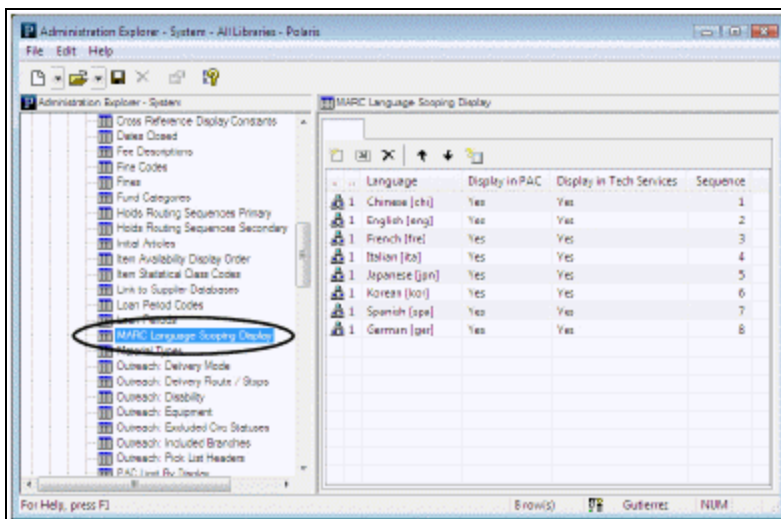 Administration Explorer - System - All Libraries - Polaris
File Edit Help
Administration Explorer - System
MARC Language Scoping Display
Cross Reference Display Constants
Dates Closed
Fee Descriptions
Fine Codes
Fines
Fund Categories
Holds Routing Sequences Primary
Holds Routing Sequences Secondary
Initial Articles
Item Availability Display Order
Item Statistical Class Codes
Link to Supplier Databases
Loan Period Codes
Loan Periods
MARC Language Scoping Display
Material Types
Outreach: Delivery Mode
Outreach: Delivery Route / Stops
Outreach: Disability
Outreach: Equipment
Outreach: Excluded Circ Statuses
Outreach: Included Branches
Outreach: Pick List Headers
PAC Limit By Display
Language Display in PAC Display in Tech Services Sequence
1 Chinese [chi] Yes Yes 1
1 English [eng] Yes Yes 2
1 French [fre] Yes Yes 3
1 Italian [ita] Yes Yes 4
1 Japanese [jpn] Yes Yes 5
1 Korean [kor] Yes Yes 6
1 Spanish [spa] Yes Yes 7
1 German [ger] Yes Yes 8
For Help, press F1
8 row(s) Gutierrez NUM